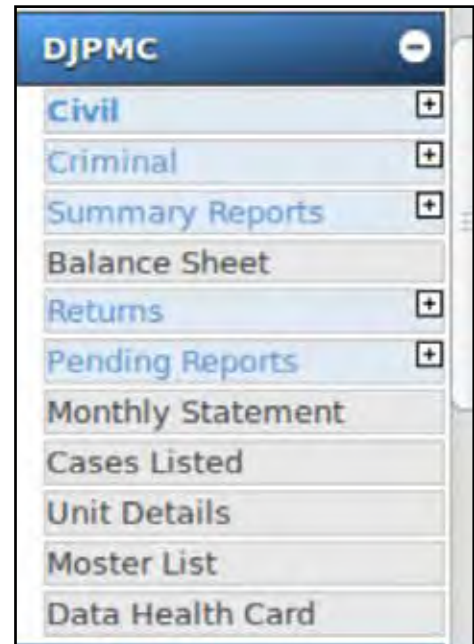 DJPMC
Civil
Criminal
Summary Reports
Balance Sheet
Returns
Pending Reports
Monthly Statement
Cases Listed
Unit Details
Moster List
Data Health Card